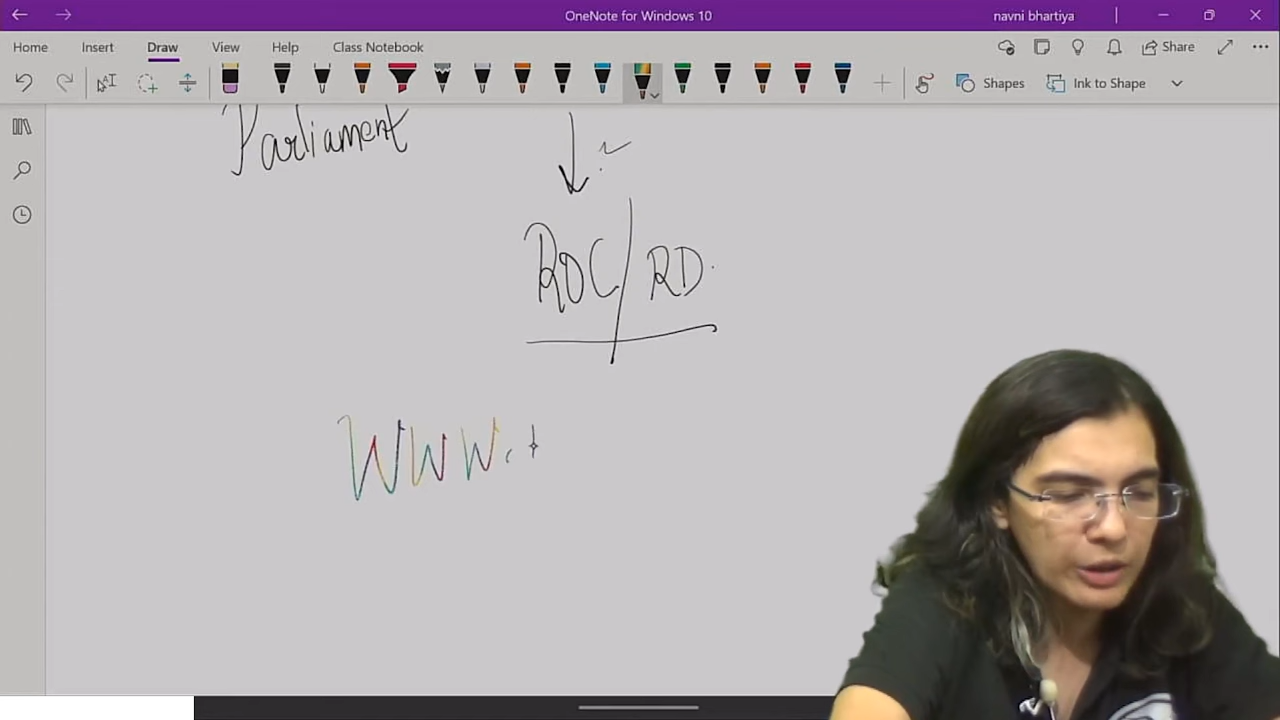 OneNote for Windows 10
navni bhartiya
Home Insert Draw View Help Class Notebook
Share
Shapes
Ink to Shape
Parliament
ROC/RD.
WWW.